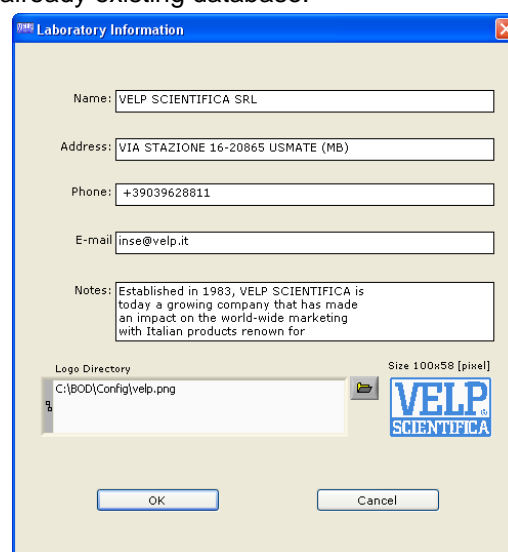 already existing database.
VELP Laboratory Information
Name: VELP SCIENTIFICA SRL
Address: VIA STAZIONE 16-20865 USMATE (MB)
Phone: +39039628811
E-mail inse@velp.it
Notes: Established in 1983, VELP SCIENTIFICA is
today a growing company that has made
an impact on the world-wide marketing
with Italian products renown for
Logo Directory
Size 100x58 [pixel]
C:\BOD\Config\velp.png
VELP®
SCIENTIFICA
OK
Cancel